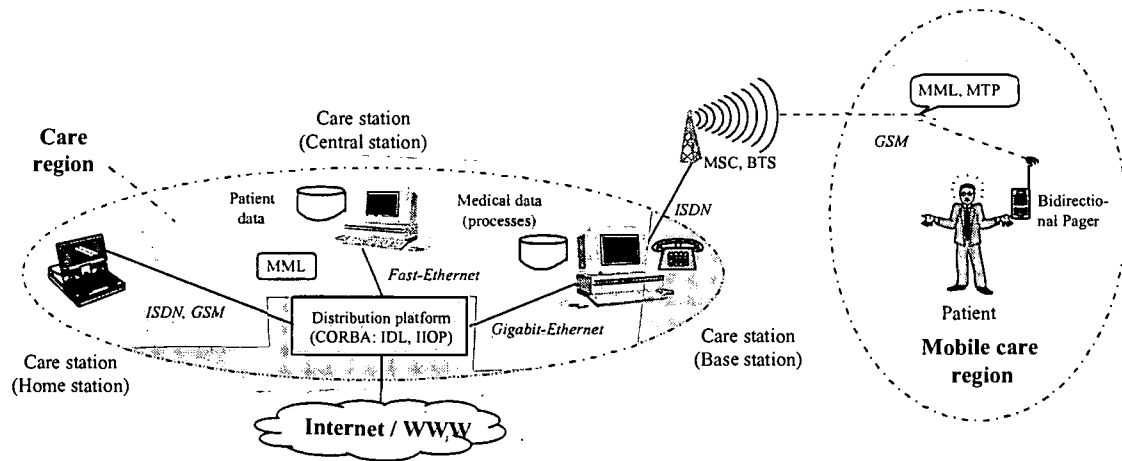 Care station
(Central station)
Care
region
Patient
data
Medical data
(processes)
MML
Fast-Ethernet
ISDN, GSM
Distribution platform
(CORBA: IDL, IIOP)
Gigabit-Ethernet
Care station
(Home station)
Care station
(Base station)
Internet / WWW
MSC, BTS
ISDN
MML, MTP
GSM
Bidirectio-
nal Pager
Patient
Mobile care
region